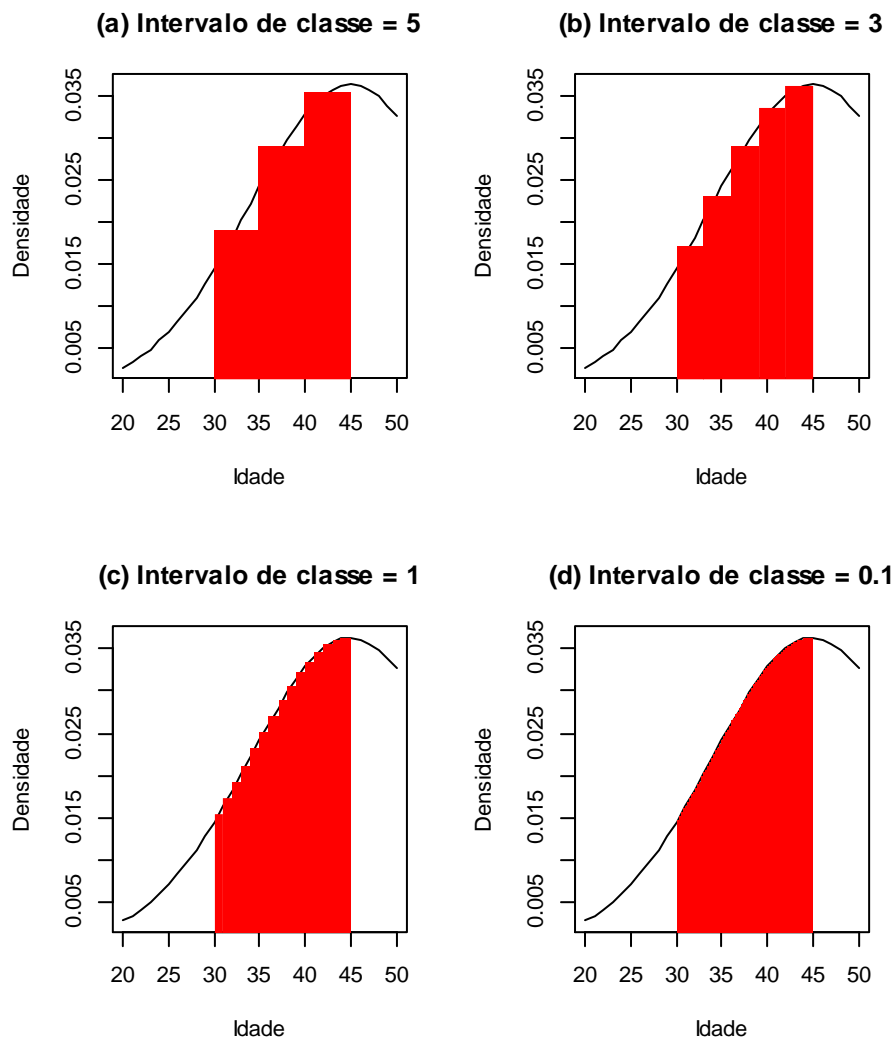 (a) Intervalo de classe = 5
Densidade
0.005 0.015 0.025 0.035
20 25 30 35 40 45 50
Idade
(b) Intervalo de classe = 3
Densidade
0.005 0.015 0.025 0.035
20 25 30 35 40 45 50
Idade
(c) Intervalo de classe = 1
Densidade
0.005 0.015 0.025 0.035
20 25 30 35 40 45 50
Idade
(d) Intervalo de classe = 0.1
Densidade
0.005 0.015 0.025 0.035
20 25 30 35 40 45 50
Idade